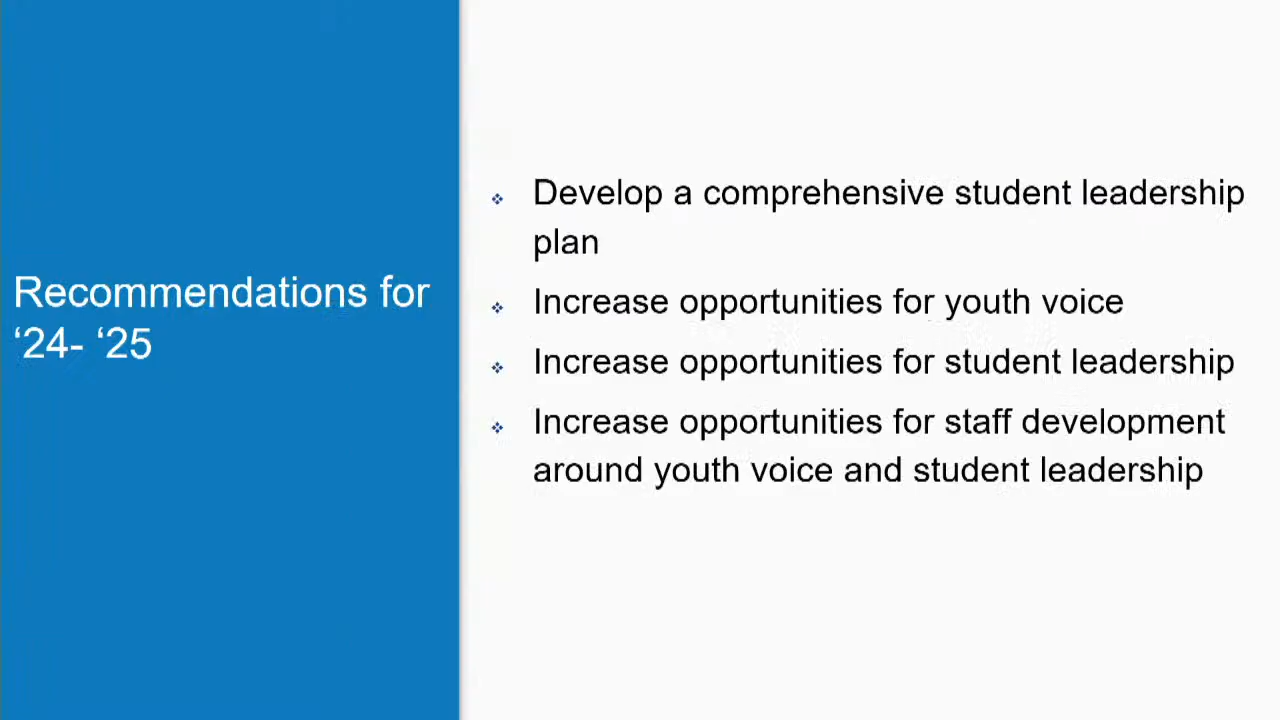 Recommendations for
‘24- ‘25
Develop a comprehensive student leadership
plan
Increase opportunities for youth voice
Increase opportunities for student leadership
Increase opportunities for staff development
around youth voice and student leadership